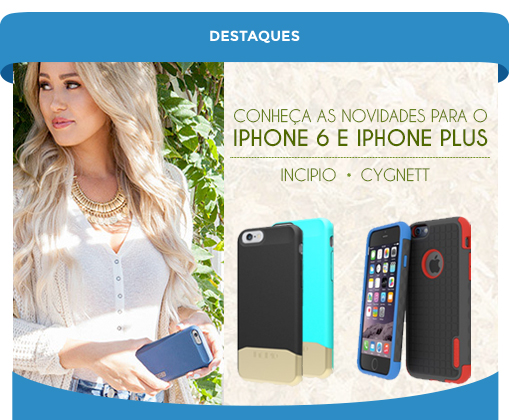 DESTAQUES
CONHEÇA AS NOVIDADES PARA O
IPHONE 6 E IPHONE PLUS
INCIPIO • CYGNETT